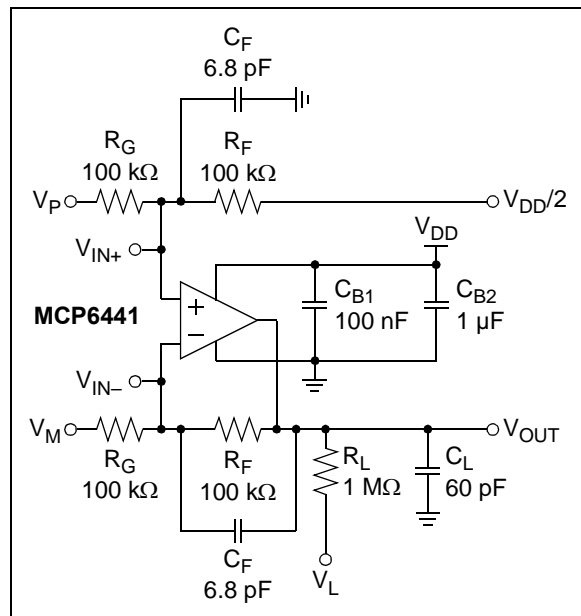 C_F
6.8 pF
R_G
100 kΩ
R_F
100 kΩ
V_P
V_DD/2
V_IN+
V_DD
+
MCP6441
C_B1
100 nF
C_B2
1 µF
−
V_IN–
V_M
V_OUT
R_G
100 kΩ
R_F
100 kΩ
R_L
1 MΩ
C_L
60 pF
C_F
6.8 pF
V_L